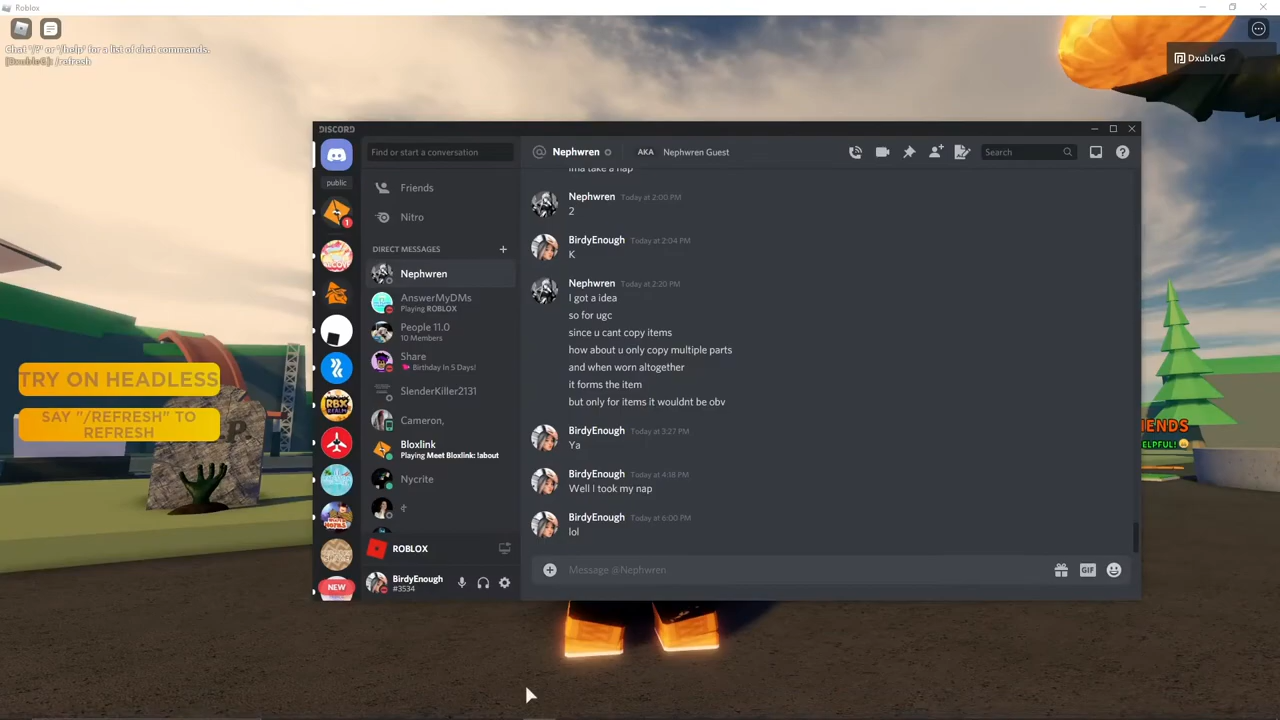 Roblox
Chat '/?' or '/help' for a list of chat commands.
[DxubleG]: /refresh
DxubleG
TRY ON HEADLESS
SAY "/REFRESH" TO
REFRESH
R.I.P.
IENDS
ELPFUL!
DISCORD
public
1
NEW
Find or start a conversation
Friends
Nitro
DIRECT MESSAGES
Nephwren
AnswerMyDMs
Playing ROBLOX
People 11.0
10 Members
Share
Birthday In 5 Days!
SlenderKiller2131
Cameron,
Bloxlink
Playing Meet Bloxlink: !about
Nycrite
ROBLOX
BirdyEnough
#3534
@ Nephwren AKA Nephwren Guest
Search
ima take a nap
Nephwren Today at 2:00 PM
2
BirdyEnough Today at 2:04 PM
K
Nephwren Today at 2:20 PM
I got a idea
so for ugc
since u cant copy items
how about u only copy multiple parts
and when worn altogether
it forms the item
but only for items it wouldnt be obv
BirdyEnough Today at 3:27 PM
Ya
BirdyEnough Today at 4:18 PM
Well I took my nap
BirdyEnough Today at 6:00 PM
lol
Message @Nephwren
GIF